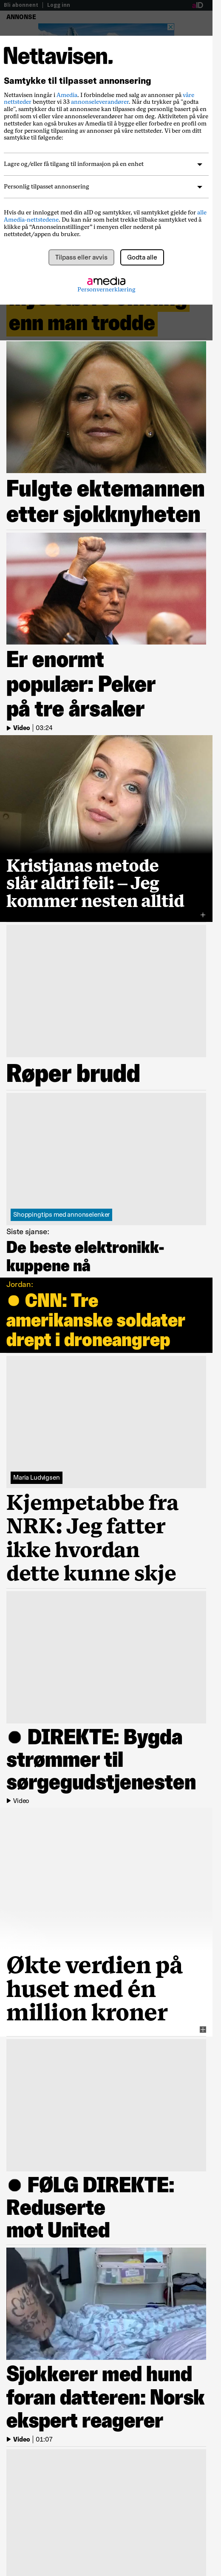 Bli abonnent | Logg inn
ANNONSE
Nettavisen.
Samtykke til tilpasset annonsering
Nettavisen inngår i Amedia. I forbindelse med salg av annonser på våre
nettsteder benytter vi 33 annonseleverandører. Når du trykker på "godta
alle", samtykker du til at annonsene kan tilpasses deg personlig basert på en
profil som vi eller våre annonseleverandører har om deg. Aktiviteten på våre
nettsteder kan også brukes av Amedia til å bygge eller forbedre profilen om
deg for personlig tilpasning av annonser på våre nettsteder. Vi ber om ditt
samtykke til følgende:
Lagre og/eller få tilgang til informasjon på en enhet
Personlig tilpasset annonsering
Hvis du er innlogget med din aID og samtykker, vil samtykket gjelde for alle
Amedia-nettstedene. Du kan når som helst trekke tilbake samtykket ved å
klikke på "Annonseinnstillinger" i menyen eller nederst på
nettstedet/appen du bruker.
Tilpass eller avvis
Godta alle
amedia
Personvernerklæring
enn man trodde
Fulgte ektemannen
etter sjokknyheten
Er enormt
populær: Peker
på tre årsaker
Video | 03:24
Kristjanas metode
slår aldri feil: – Jeg
kommer nesten alltid
Røper brudd
Shoppingtips med annonselenker
Siste sjanse:
De beste elektronikk-
kuppene nå
Jordan:
CNN: Tre
amerikanske soldater
drept i droneangrep
Maria Ludvigsen
Kjempetabbe fra
NRK: Jeg fatter
ikke hvordan
dette kunne skje
DIREKTE: Bygda
strømmer til
sørgegudstjenesten
Video
Økte verdien på
huset med én
million kroner
FØLG DIREKTE:
Reduserte
mot United
Sjokkerer med hund
foran datteren: Norsk
ekspert reagerer
Video | 01:07